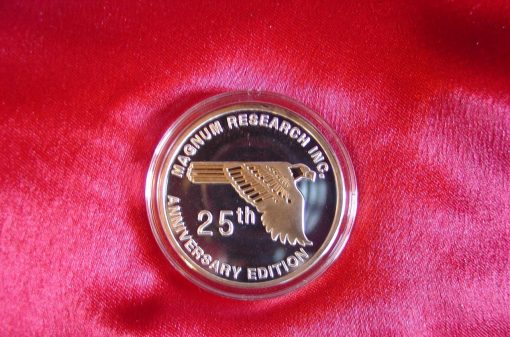 MAGNUM RESEARCH INC.
25th
ANNIVERSARY EDITION